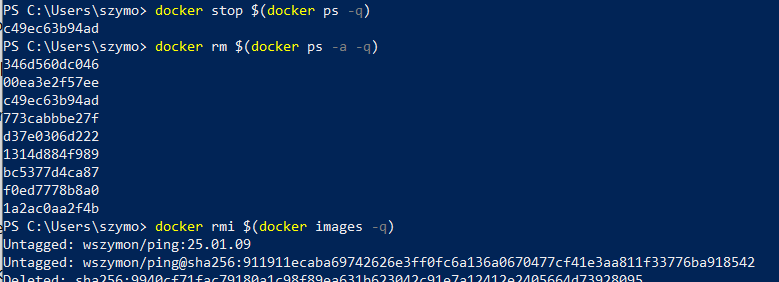 PS C:\Users\szymo> docker stop $(docker ps -q)
c49ec63b94ad
PS C:\Users\szymo> docker rm $(docker ps -a -q)
346d560dc046
00ea3e2f57ee
c49ec63b94ad
773cabbbe27f
d37e0306d222
1314d884f989
bc5377d4ca87
f0ed7778b8a0
1a2ac0aa2f4b
PS C:\Users\szymo> docker rmi $(docker images -q)
Untagged: wszymon/ping:25.01.09
Untagged: wszymon/ping@sha256:911911ecaba69742626e3ff0fc6a136a0670477cf41e3aa811f33776ba918542
Deleted: sha256:9940cf71fac79180a1c98f89ea631b623042c91e7a12412e2405664d73928095